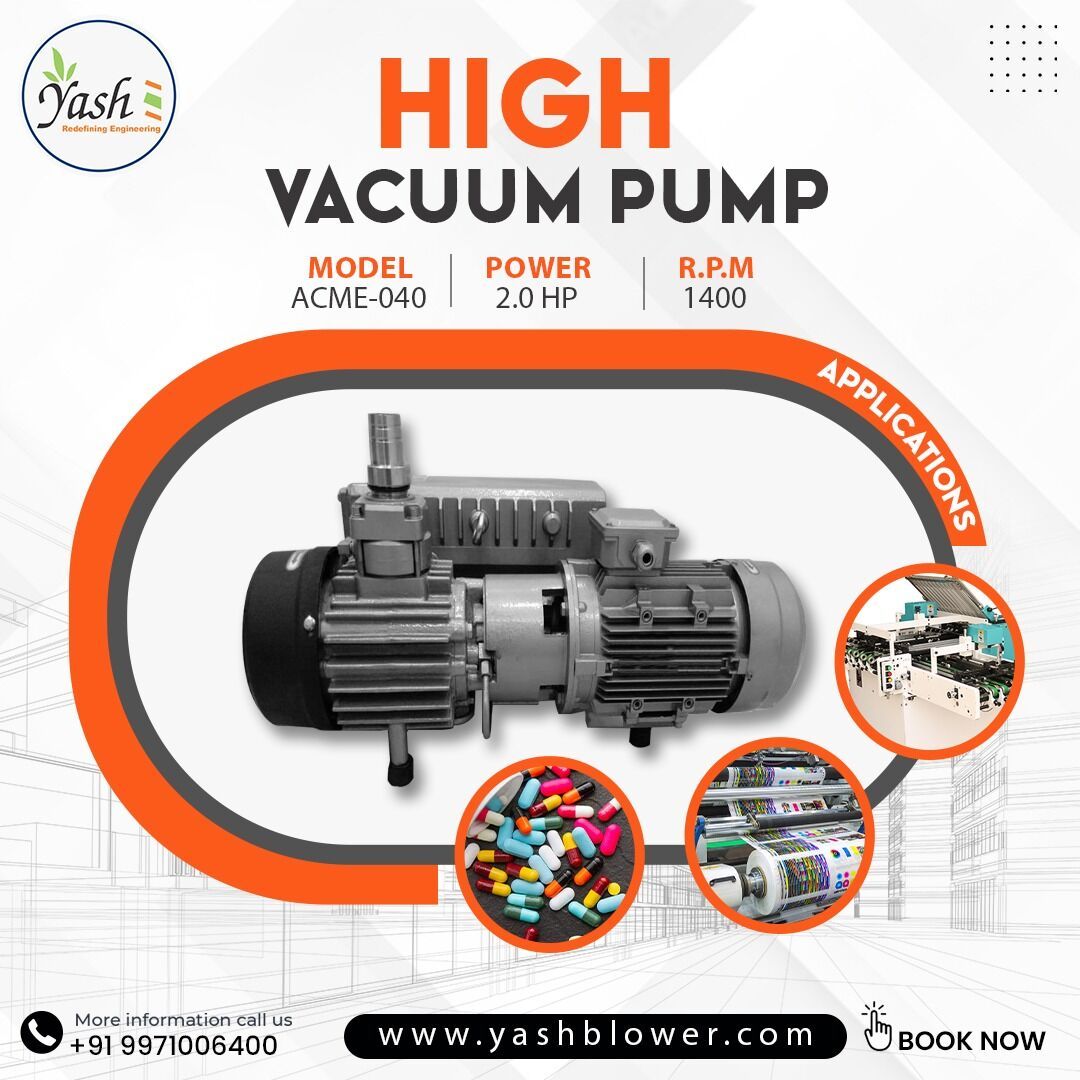 Yash
Redefining Engineering
HIGH
VACUUM PUMP
MODEL
ACME-040
POWER
2.0 HP
R.P.M
1400
APPLICATIONS
More information call us
+91 9971006400
www.yashblower.com
BOOK NOW